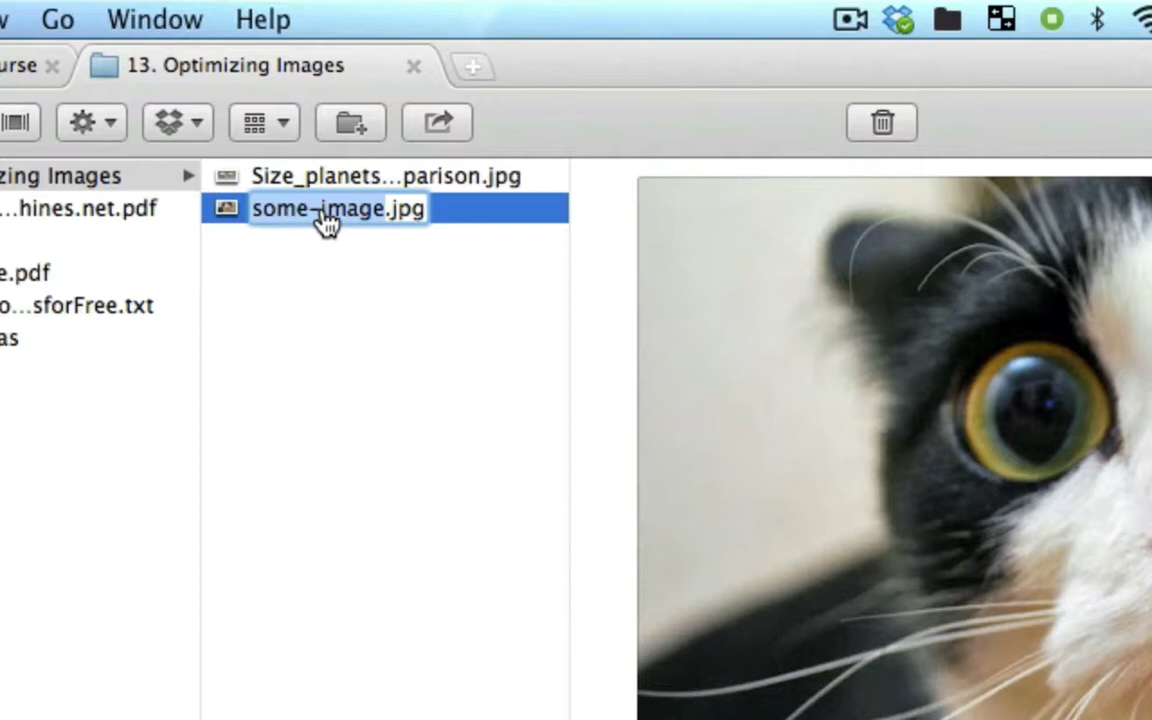 Go Window Help
urse 13. Optimizing Images
zing Images
...hines.net.pdf
e.pdf
o...sforFree.txt
as
Size_planets...parison.jpg
some-image.jpg